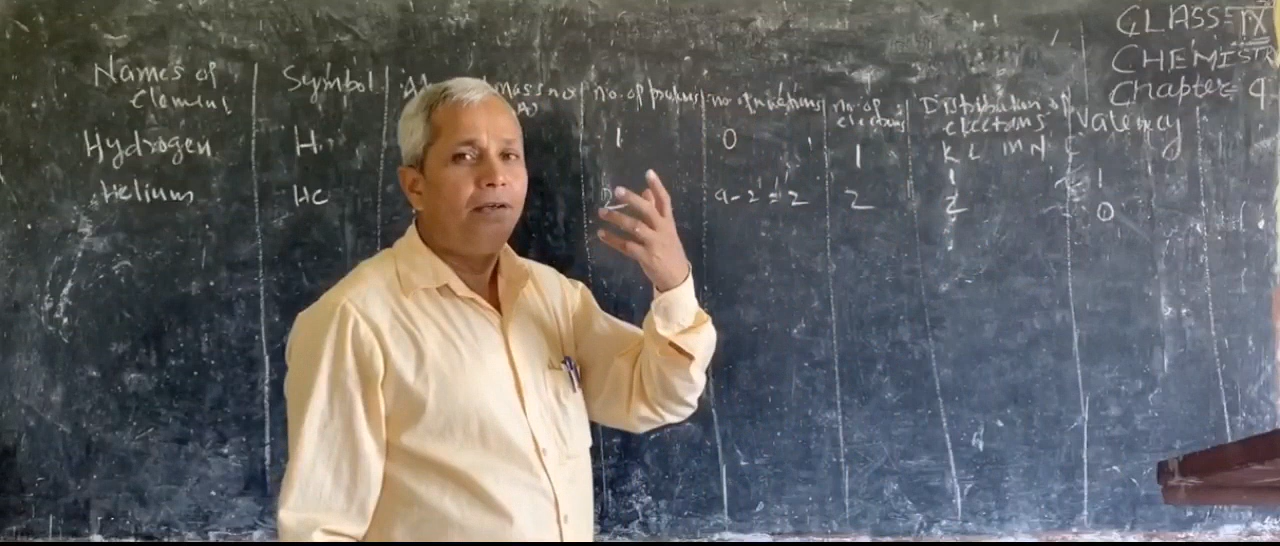 CLASS-IX
CHEMISTR
Chapter-4
Names of Element Symbol Mass no no. of protons no. of neutrons no. of electrons Distribution of electrons Valency
K L M N
Hydrogen H 1 0 1 1 1
Helium He 2 4-2=2 2 2 0